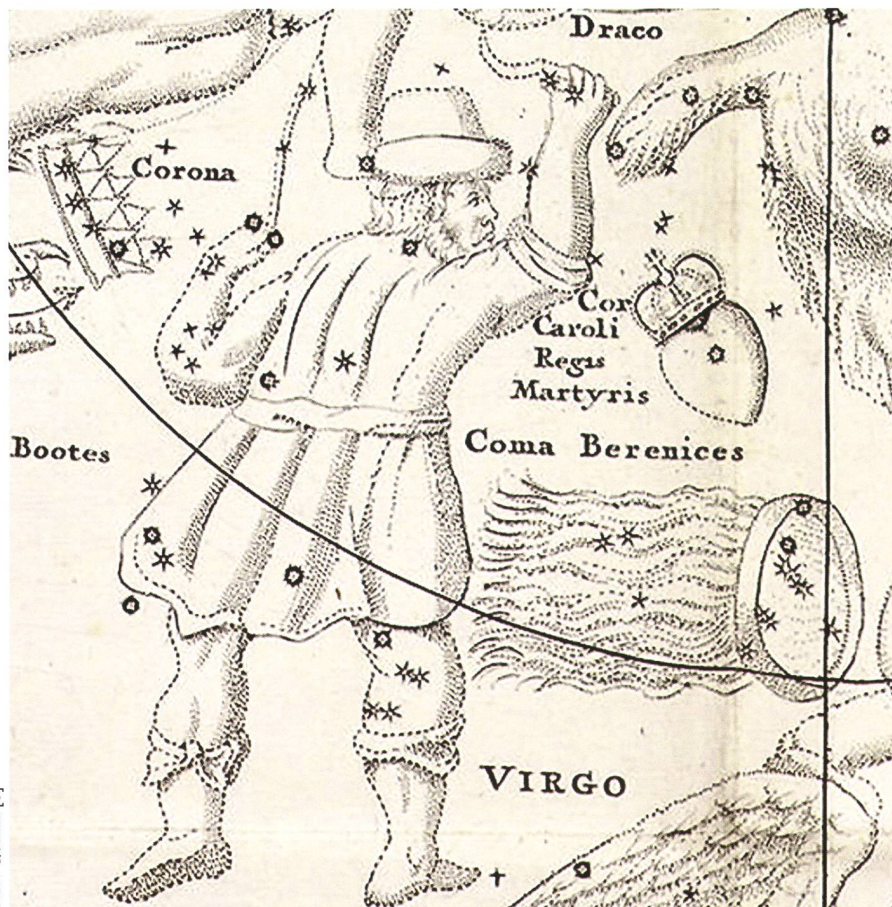 Draco
Corona
Cor
Caroli
Regis
Martyris
Bootes
Coma Berenices
VIRGO